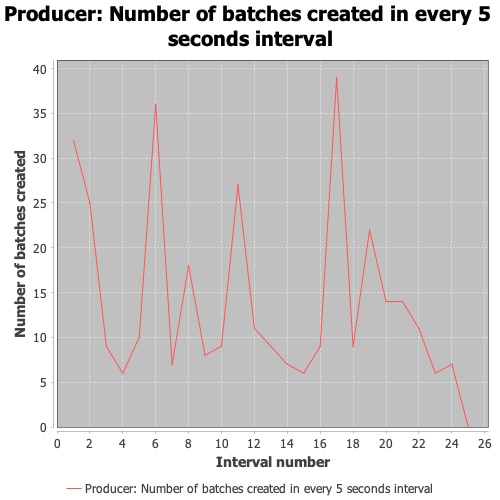 Producer: Number of batches created in every 5
seconds interval
Number of batches created
40
35
30
25
20
15
10
5
0
0 2 4 6 8 10 12 14 16 18 20 22 24 26
Interval number
Producer: Number of batches created in every 5 seconds interval